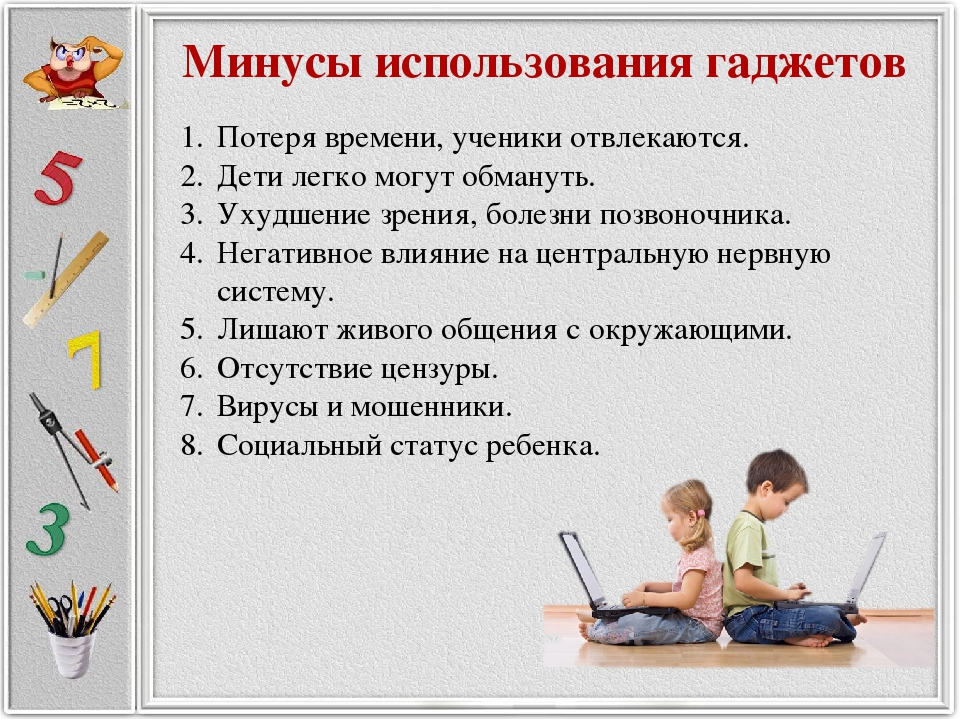 Минусы использования гаджетов
1. Потеря времени, ученики отвлекаются.
2. Дети легко могут обмануть.
3. Ухудшение зрения, болезни позвоночника.
4. Негативное влияние на центральную нервную
систему.
5. Лишают живого общения с окружающими.
6. Отсутствие цензуры.
7. Вирусы и мошенники.
8. Социальный статус ребенка.
5
7
3